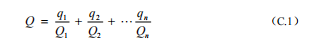 Q = q₁/Q₁ + q₂/Q₂ + ⋯ qₙ/Qₙ (C.1)